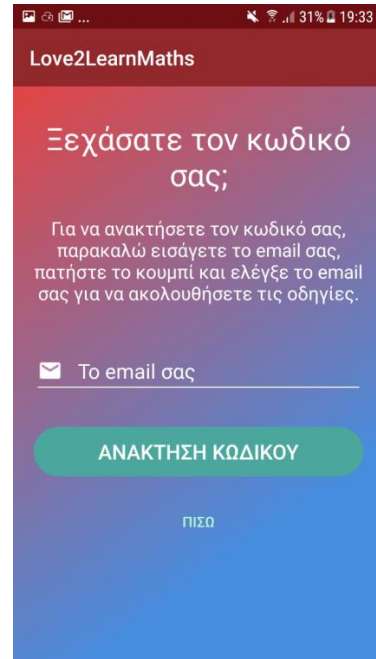 ... 31% 19:33
Love2LearnMaths
Ξεχάσατε τον κωδικό
σας;
Για να ανακτήσετε τον κωδικό σας,
παρακαλώ εισάγετε το email σας,
πατήστε το κουμπί και ελέγξε το email
σας για να ακολουθήσετε τις οδηγίες.
Το email σας
ΑΝΑΚΤΗΣΗ ΚΩΔΙΚΟΥ
ΠΙΣΩ